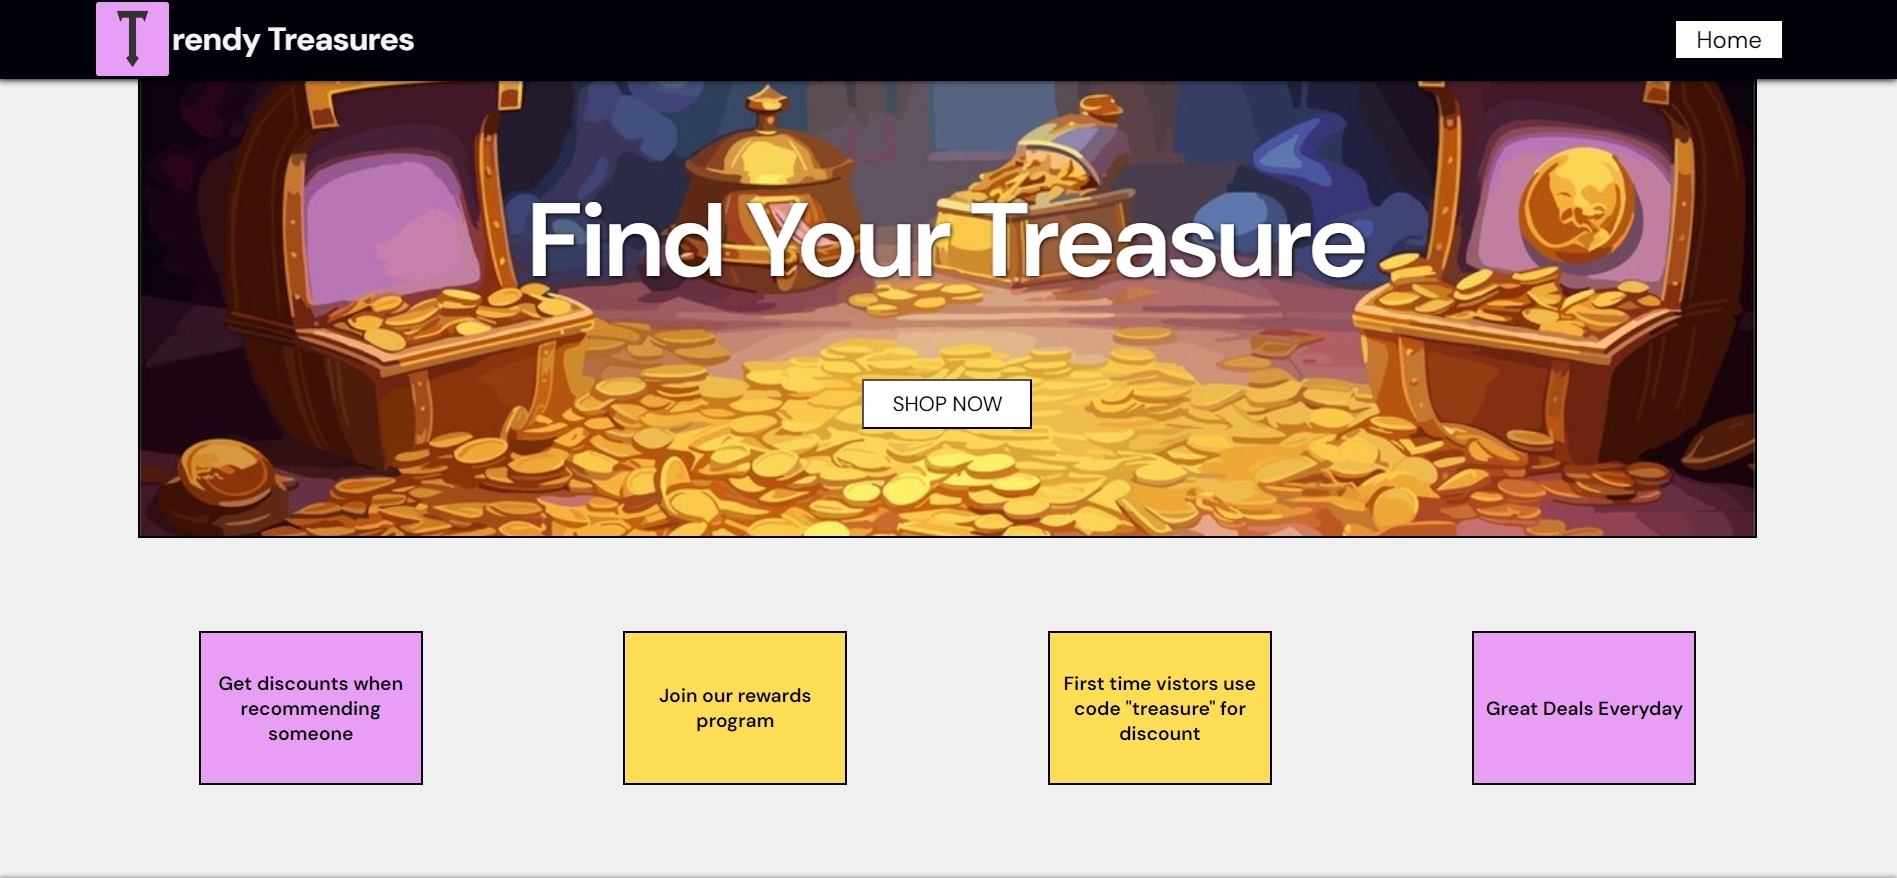 Trendy Treasures
Home
Find Your Treasure
SHOP NOW
Get discounts when
recommending
someone
Join our rewards
program
First time vistors use
code "treasure" for
discount
Great Deals Everyday